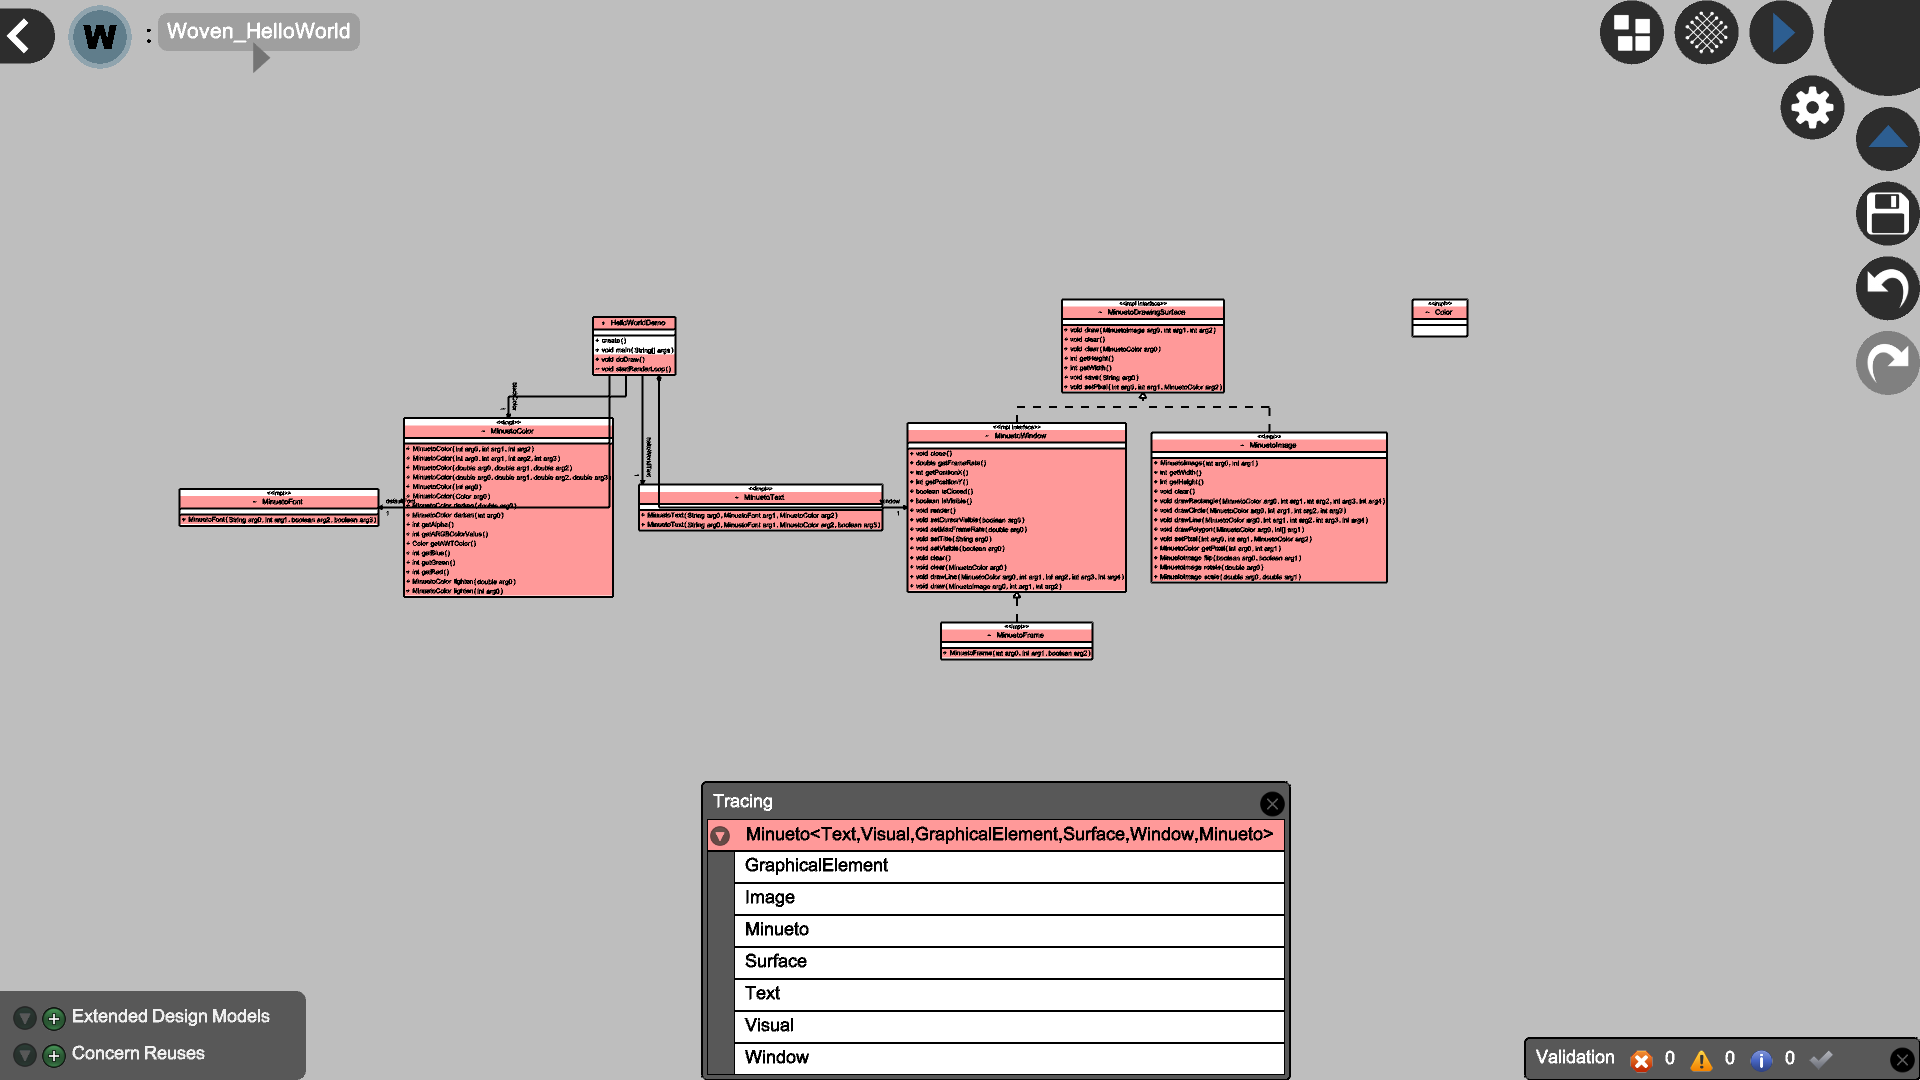 W : Woven_HelloWorld
<<impl interface>>
~ MinuetoDrawingSurface
+ void draw(MinuetoImage arg0, int arg1, int arg2)
+ void clear()
+ void clear(MinuetoColor arg0)
+ int getHeight()
+ int getWidth()
+ void save(String arg0)
+ void setPixel(int arg0, int arg1, MinuetoColor arg2)
<<impl>>
~ Color
+ HelloWorldDemo
+ create()
+ void main(String[] args)
+ void doDraw()
~ void startRenderLoop()
blackColor
1
<<impl>>
~ MinuetoColor
+ MinuetoColor(int arg0, int arg1, int arg2)
+ MinuetoColor(int arg0, int arg1, int arg2, int arg3)
+ MinuetoColor(double arg0, double arg1, double arg2)
+ MinuetoColor(double arg0, double arg1, double arg2, double arg3)
+ MinuetoColor(int arg0)
+ MinuetoColor(Color arg0)
+ MinuetoColor darken(double arg0)
+ MinuetoColor darken(int arg0)
+ int getAlpha()
+ int getARGBColorValue()
+ Color getAWTColor()
+ int getBlue()
+ int getGreen()
+ int getRed()
+ MinuetoColor lighten(double arg0)
+ MinuetoColor lighten(int arg0)
<<impl>>
~ MinuetoFont
+ MinuetoFont(String arg0, int arg1, boolean arg2, boolean arg3)
1
helloWorldText
1
<<impl>>
~ MinuetoText
+ MinuetoText(String arg0, MinuetoFont arg1, MinuetoColor arg2)
+ MinuetoText(String arg0, MinuetoFont arg1, MinuetoColor arg2, boolean arg3)
window
1
<<impl interface>>
~ MinuetoWindow
+ void close()
+ double getFrameRate()
+ int getPositionX()
+ int getPositionY()
+ boolean isClosed()
+ boolean isVisible()
+ void render()
+ void setCursorVisible(boolean arg0)
+ void setMaxFrameRate(double arg0)
+ void setTitle(String arg0)
+ void setVisible(boolean arg0)
+ void clear()
+ void clear(MinuetoColor arg0)
+ void drawLine(MinuetoColor arg0, int arg1, int arg2, int arg3, int arg4)
+ void draw(MinuetoImage arg0, int arg1, int arg2)
<<impl>>
~ MinuetoImage
+ MinuetoImage(int arg0, int arg1)
+ int getWidth()
+ int getHeight()
+ void clear()
+ void drawRectangle(MinuetoColor arg0, int arg1, int arg2, int arg3, int arg4)
+ void drawCircle(MinuetoColor arg0, int arg1, int arg2, int arg3)
+ void drawLine(MinuetoColor arg0, int arg1, int arg2, int arg3, int arg4)
+ void drawPolygon(MinuetoColor arg0, int[] arg1)
+ void setPixel(int arg0, int arg1, MinuetoColor arg2)
+ MinuetoColor getPixel(int arg0, int arg1)
+ MinuetoImage flip(boolean arg0, boolean arg1)
+ MinuetoImage rotate(double arg0)
+ MinuetoImage scale(double arg0, double arg1)
<<impl>>
~ MinuetoFrame
+ MinuetoFrame(int arg0, int arg1, boolean arg2)
Tracing
Minueto<Text,Visual,GraphicalElement,Surface,Window,Minueto>
GraphicalElement
Image
Minueto
Surface
Text
Visual
Window
Extended Design Models
Concern Reuses
Validation 0 0 0